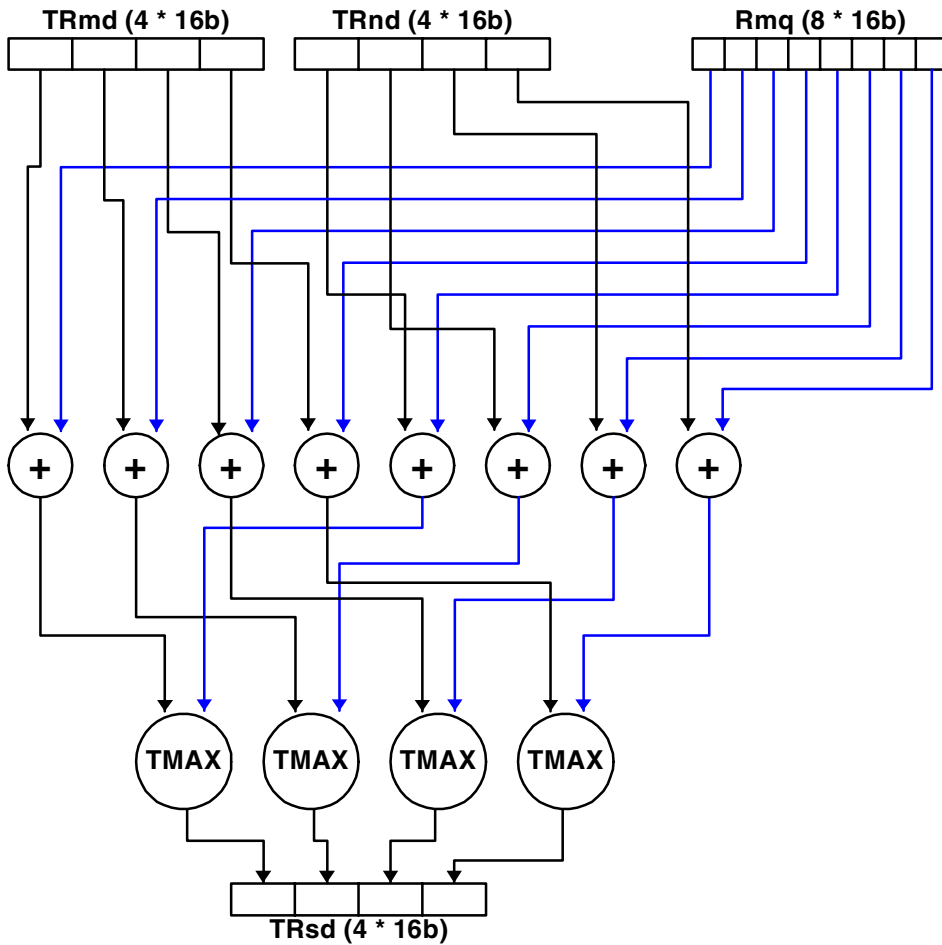 TRmd (4 * 16b)
TRnd (4 * 16b)
Rmq (8 * 16b)
+ + + + + + + +
TMAX TMAX TMAX TMAX
TRsd (4 * 16b)